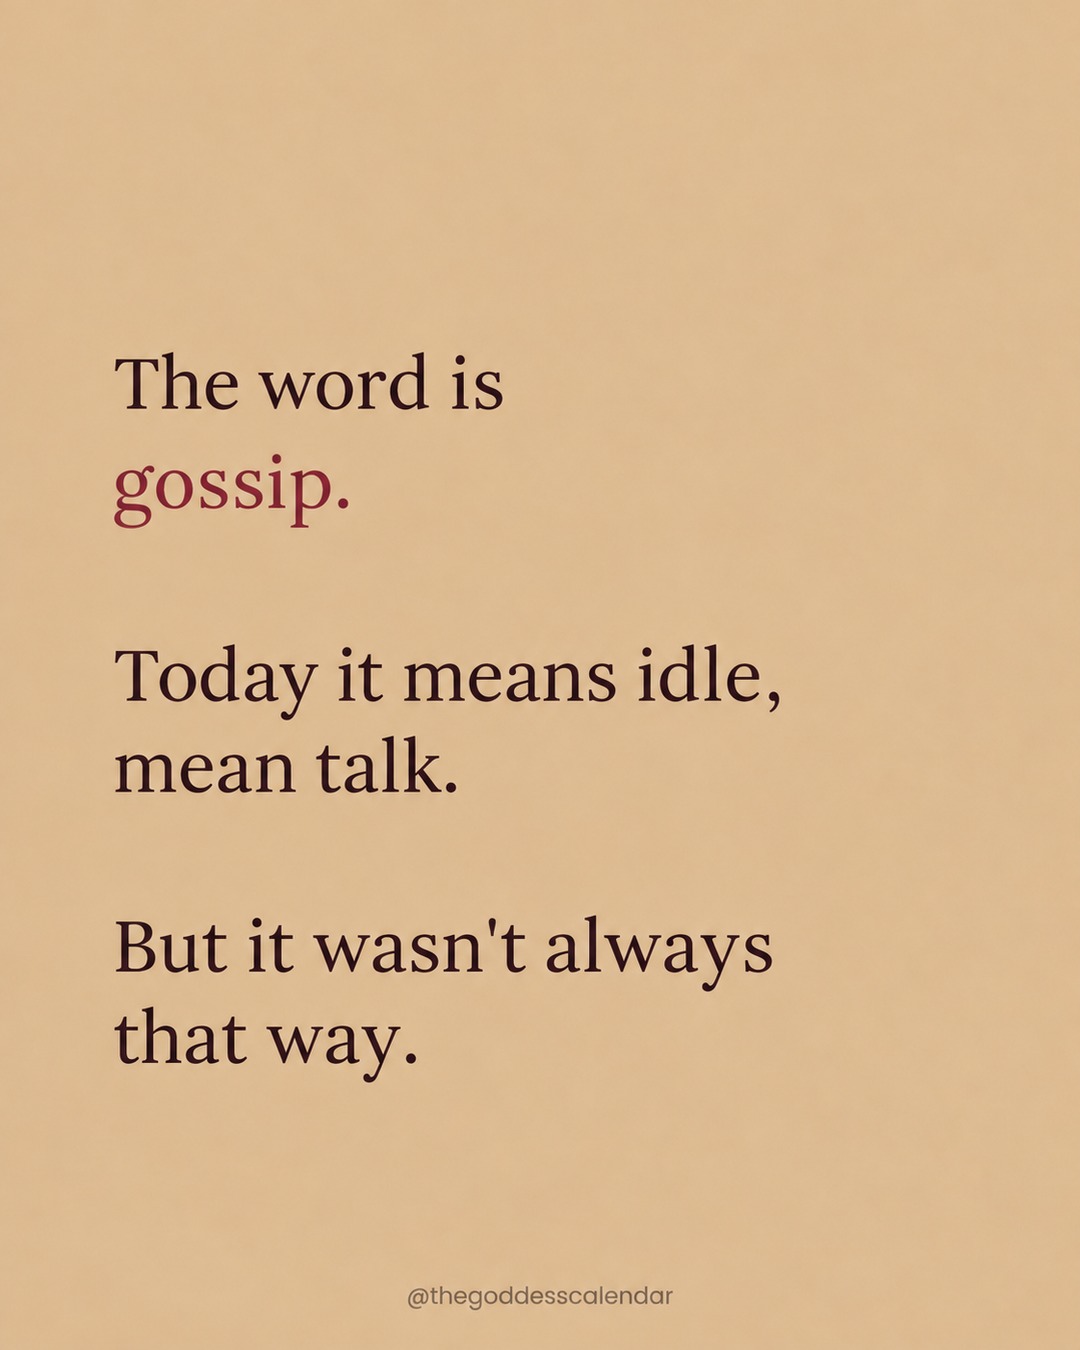 The word is
gossip.
Today it means idle,
mean talk.
But it wasn't always
that way.
@thegoddesscalendar